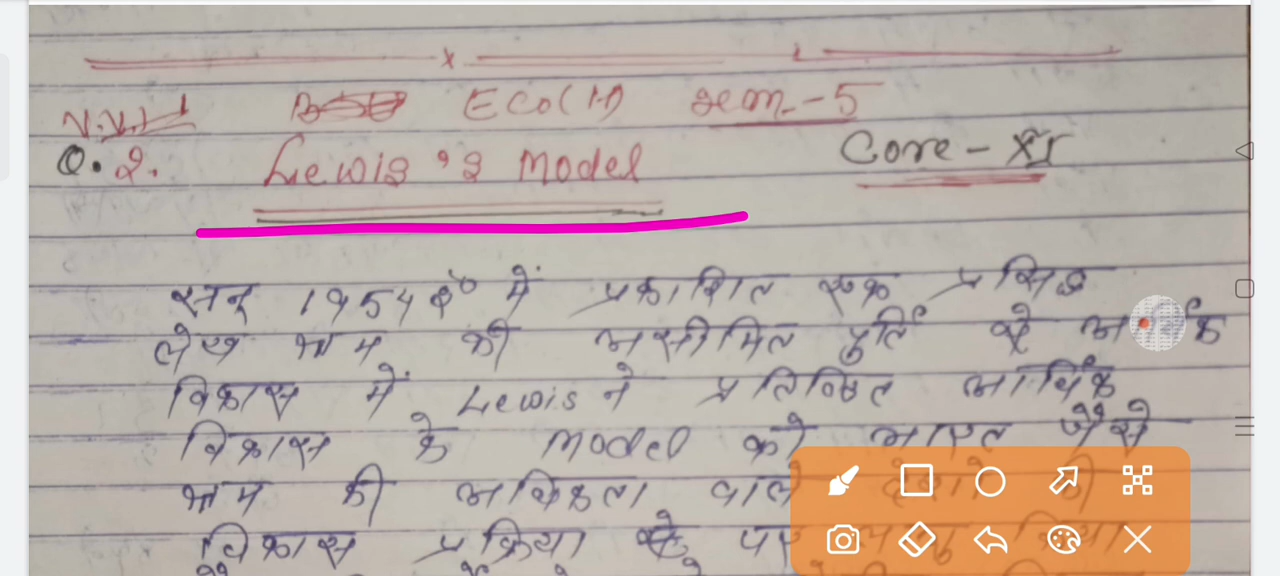 V.V.I
Eco(H) sem.-5
Q. 2. Lewis's Model Core - XI
सन् 1954 ई० में प्रकाशित एक प्रसिद्ध
लेख श्रम की असीमित पुर्ति से
विकास में Lewis ने प्रतिष्ठित आर्थिक
विकास के Model को भारत जैसे
श्रम की अधिकता वाले
विकास प्रक्रिया